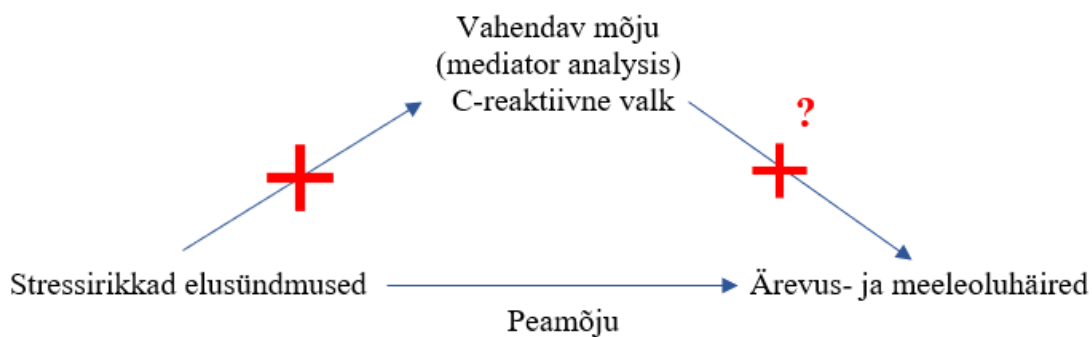 Vahendav mõju
(mediator analysis)
C-reaktiivne valk
?
Stressirikkad elusündmused
Ärevus- ja meeleoluhäired
Peamõju